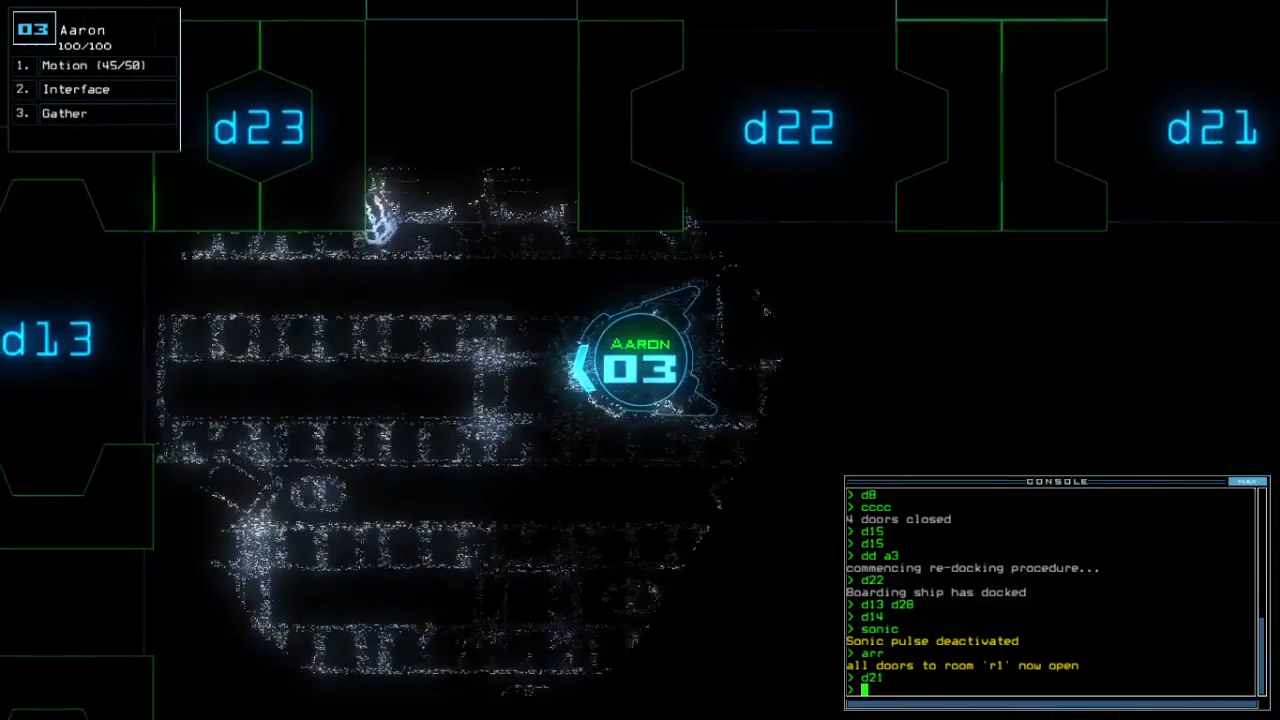 03 Aaron
100/100
1. Motion (45/50)
2. Interface
3. Gather
d23
d22
d21
d13
AARON
03
CONSOLE
> d8
> cccc
4 doors closed
> d15
> d15
> dd a3
commencing re-docking procedure...
> d22
Boarding ship has docked
> d13 d28
> d14
> sonic
Sonic pulse deactivated
> arr
all doors to room 'r1' now open
> d21
>